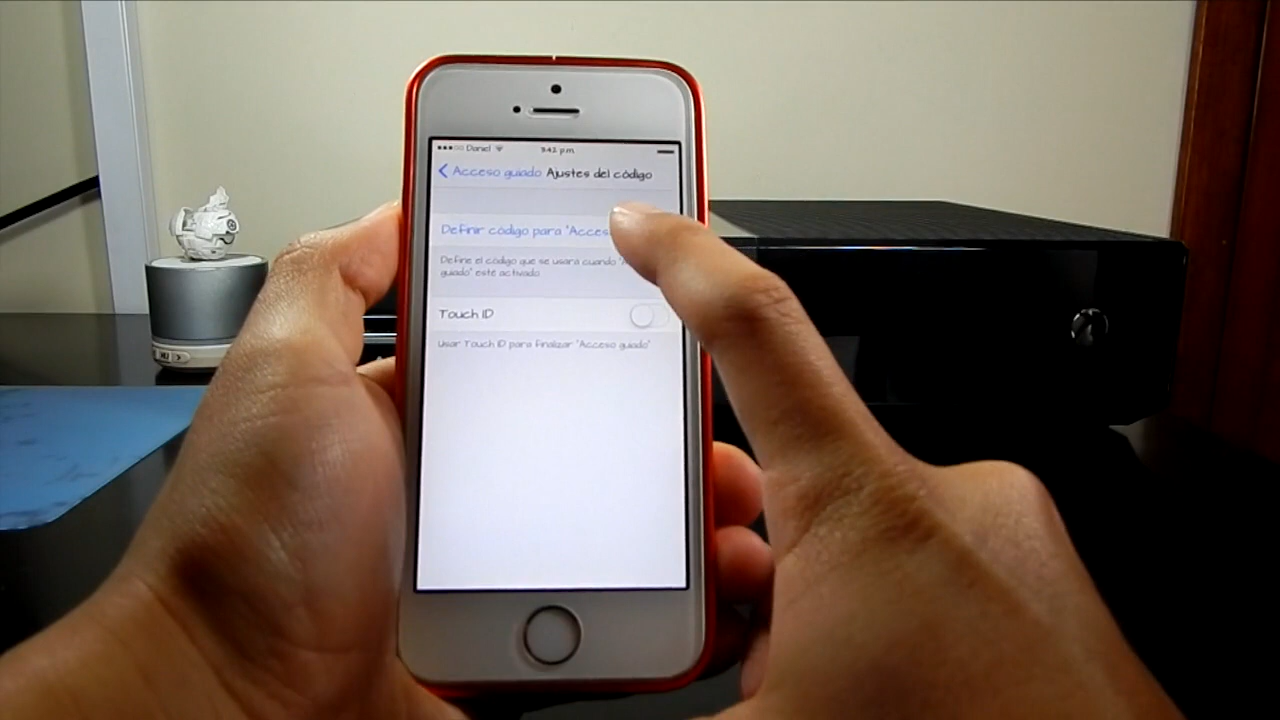 Daniel 3:42 p.m.
Acceso guiado Ajustes del código
Definir código para "Acces
Define el código que se usará cuando "A
guiado" esté activado.
Touch ID
Usar Touch ID para finalizar "Acceso guiado"